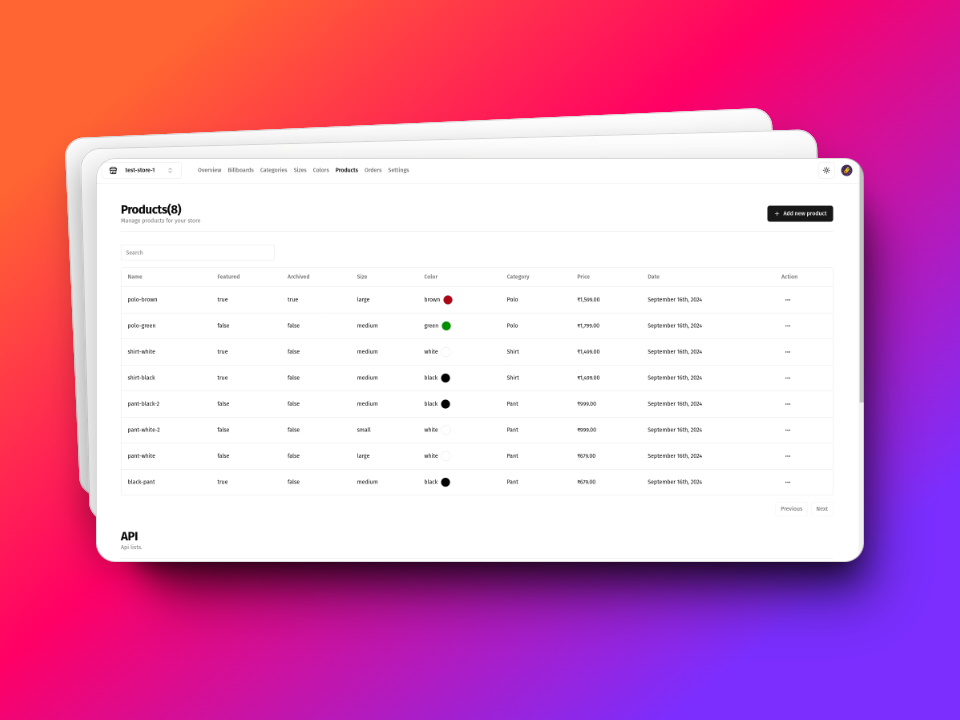 test-store-1 Overview Billboards Categories Sizes Colors Products Orders Settings
Products(8)
Manage products for your store
+ Add new product
Search
Name Featured Archived Size Color Category Price Date Action
polo-brown true true large brown Polo ₹1,599.00 September 16th, 2024 ...
polo-green false false medium green Polo ₹1,799.00 September 16th, 2024 ...
shirt-white true false medium white Shirt ₹1,499.00 September 16th, 2024 ...
shirt-black true false medium black Shirt ₹1,499.00 September 16th, 2024 ...
pant-black-2 false false medium black Pant ₹999.00 September 16th, 2024 ...
pant-white-2 false false small white Pant ₹999.00 September 16th, 2024 ...
pant-white false false large white Pant ₹679.00 September 16th, 2024 ...
black-pant true false medium black Pant ₹679.00 September 16th, 2024 ...
Previous Next
API
Api lists.